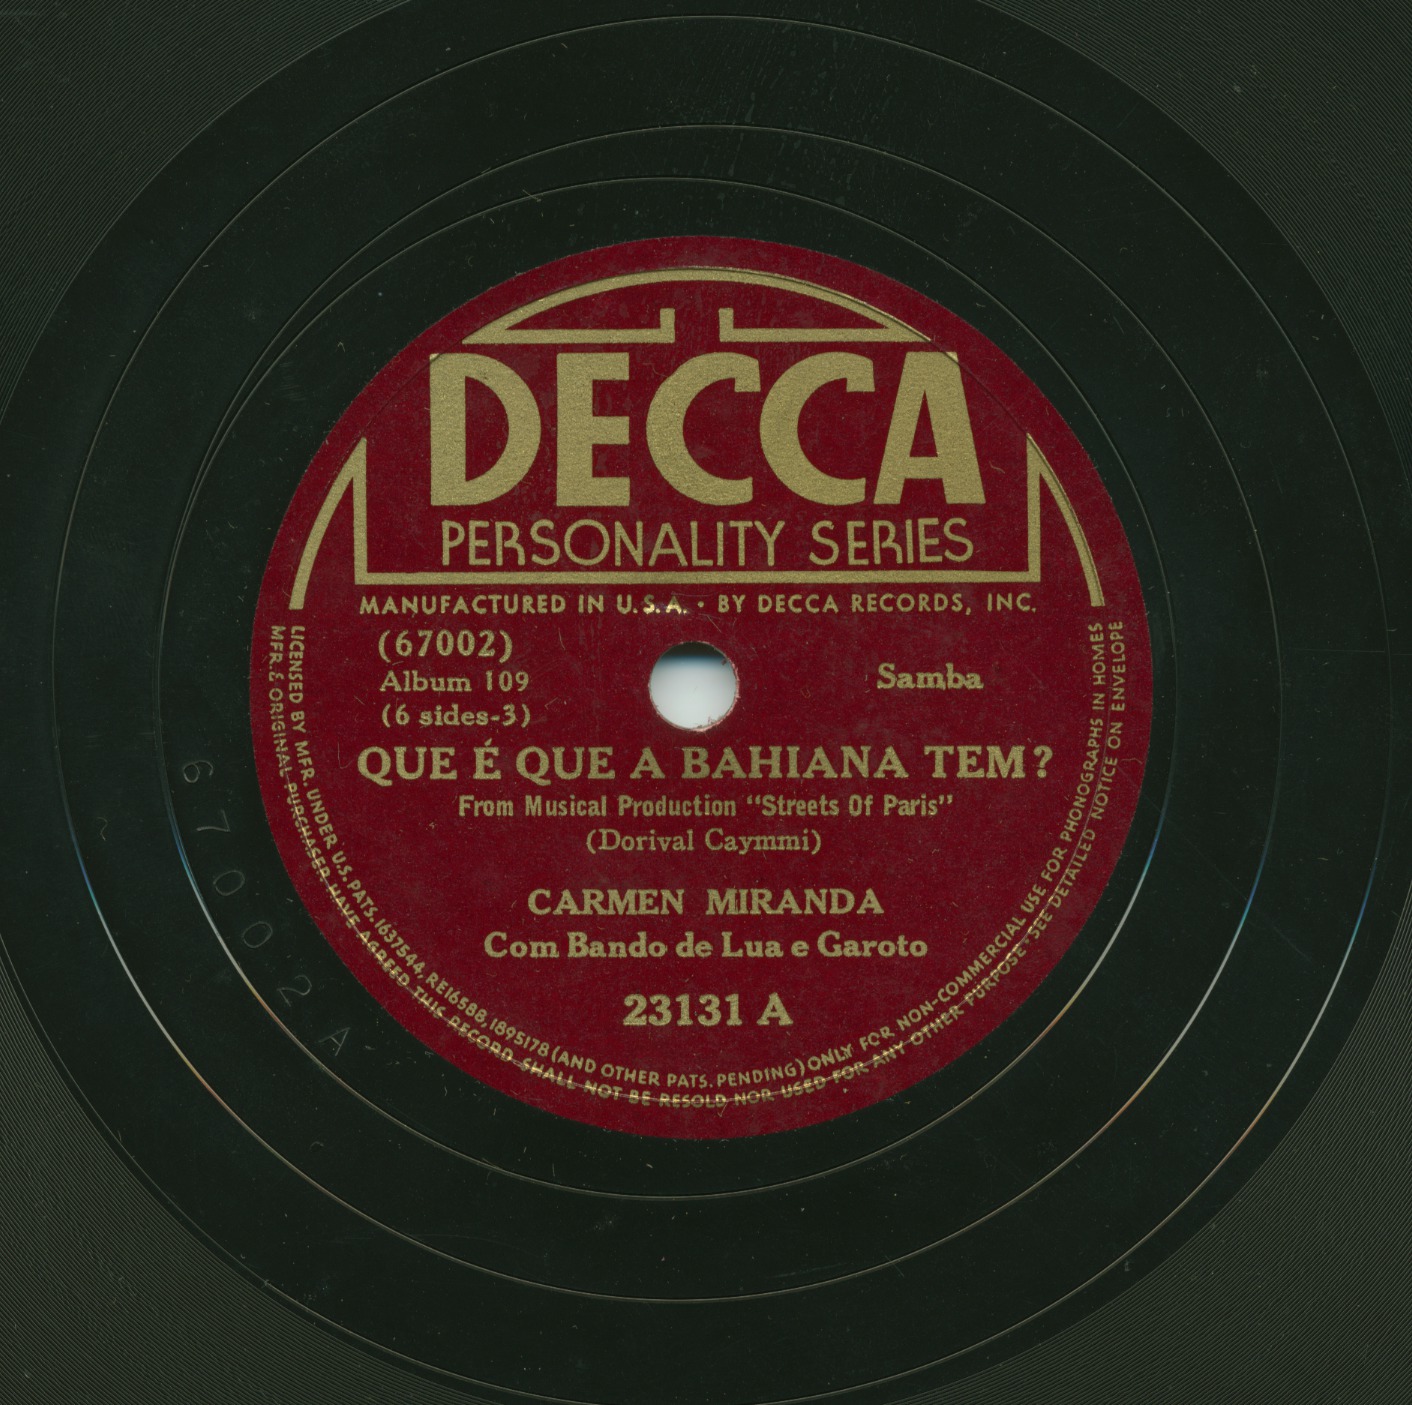 DECCA
PERSONALITY SERIES
MANUFACTURED IN U.S.A. • BY DECCA RECORDS, INC.
(67002)
Album 109
(6 sides-3)
Samba
QUE É QUE A BAHIANA TEM?
From Musical Production "Streets Of Paris"
(Dorival Caymmi)
CARMEN MIRANDA
Com Bando de Lua e Garoto
23131 A
LICENSED BY MFR. UNDER U.S. PATS. 1637544, RE16588, 1895178 (AND OTHER PATS. PENDING) ONLY FOR NON-COMMERCIAL USE FOR PHONOGRAPHS IN HOMES
MFR. & ORIGINAL PURCHASER HAVE AGREED THIS RECORD SHALL NOT BE RESOLD NOR USED FOR ANY OTHER PURPOSE • SEE DETAILED NOTICE ON ENVELOPE
67002 A